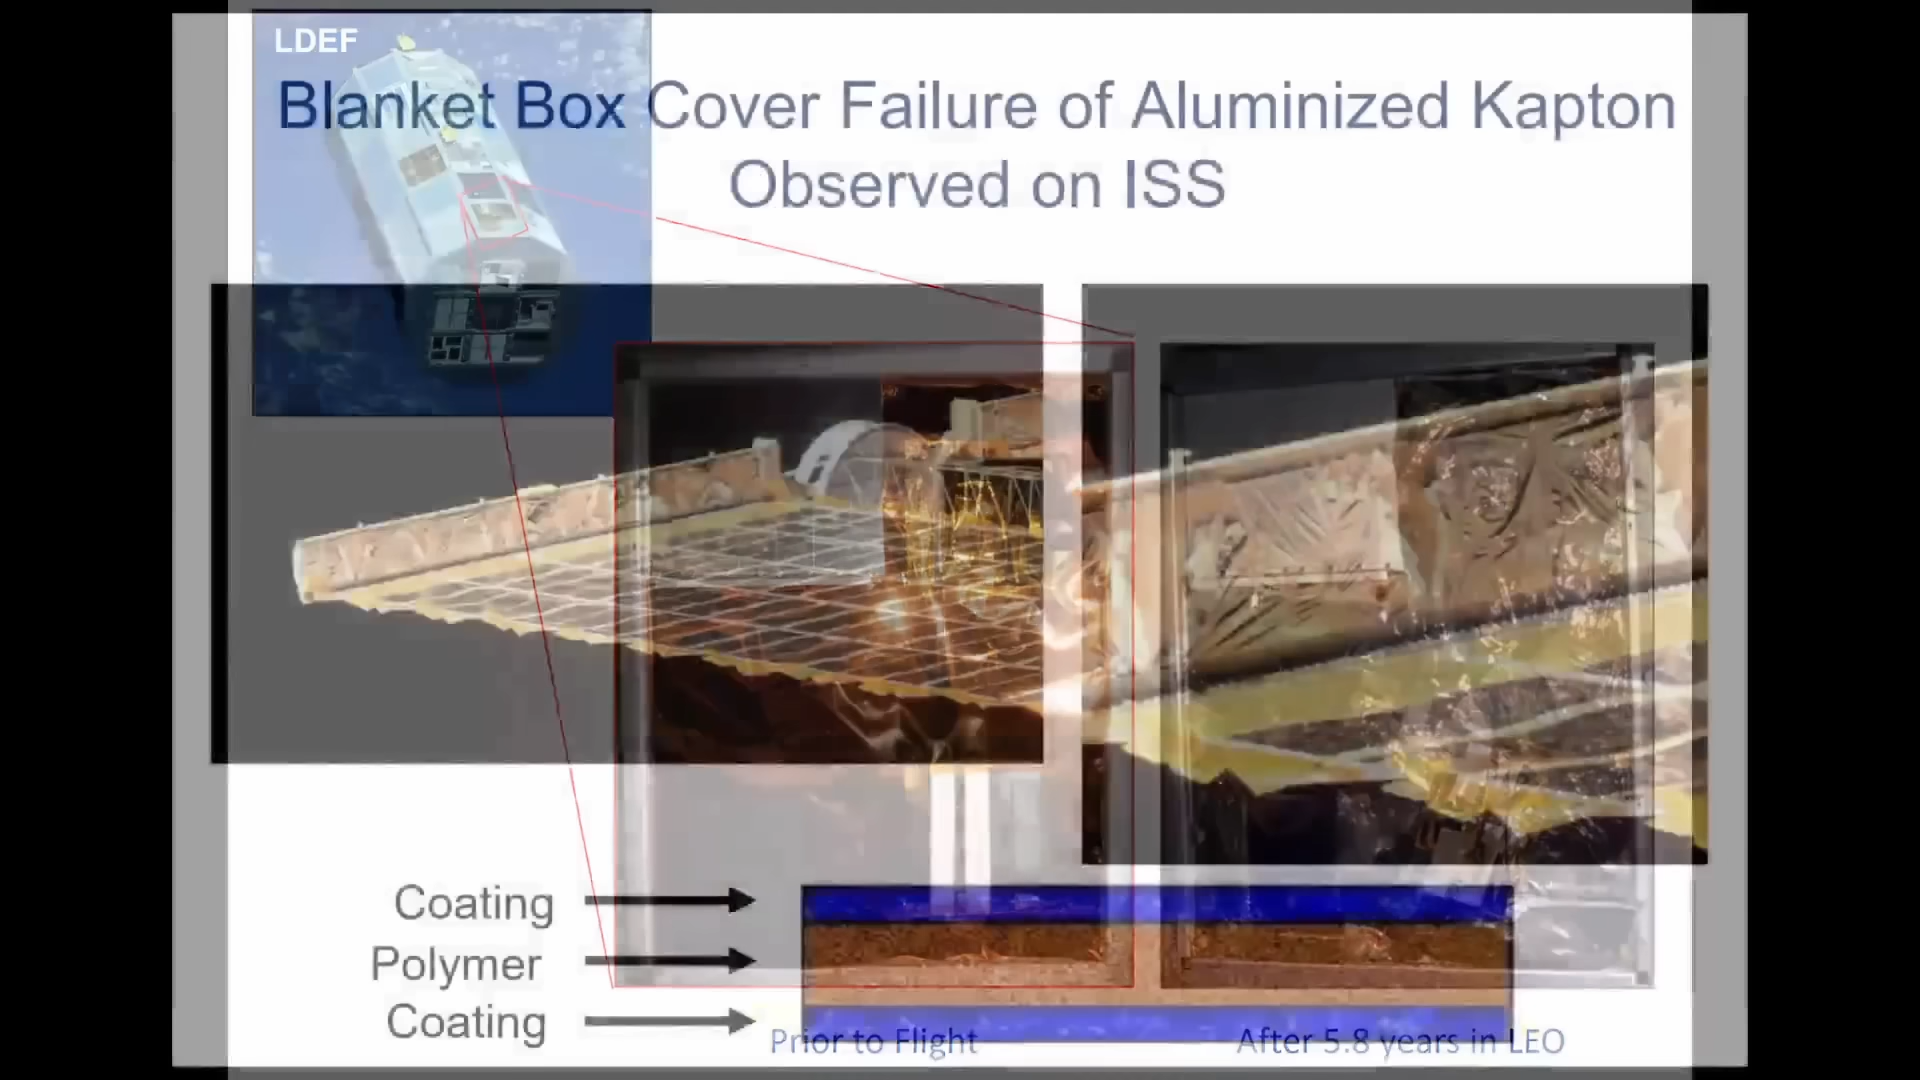 LDEF
Blanket Box Cover Failure of Aluminized Kapton
Observed on ISS
Coating
Polymer
Coating
Prior to Flight
After 5.8 years in LEO